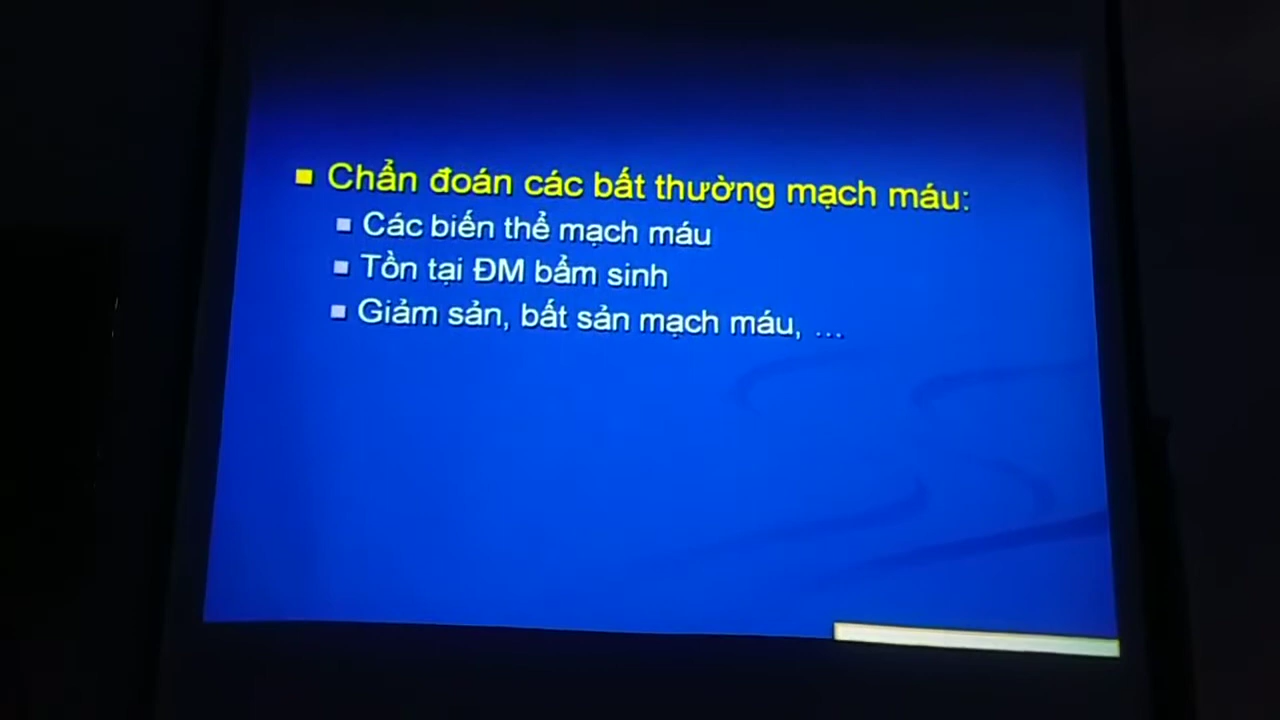 Chẩn đoán các bất thường mạch máu:
Các biến thể mạch máu
Tồn tại ĐM bẩm sinh
Giảm sản, bất sản mạch máu, ...